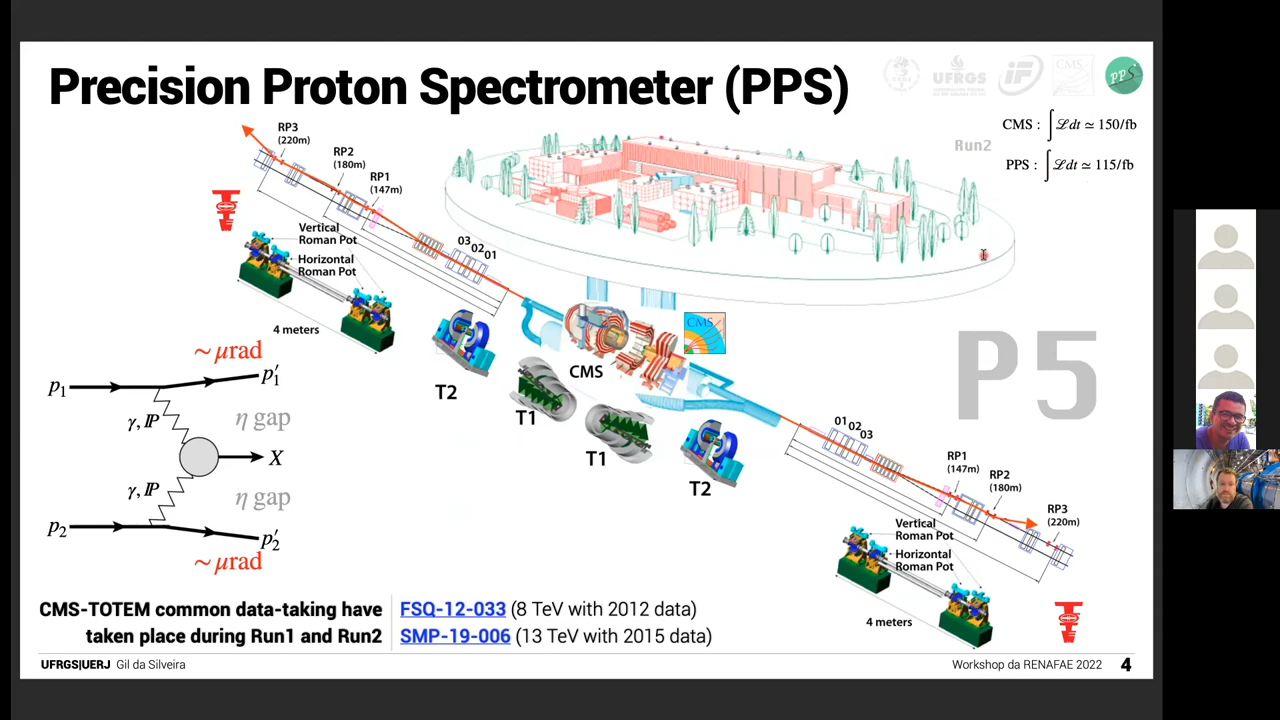 Precision Proton Spectrometer (PPS)
UFRGS
iF
CMS
ppS
Run2
CMS : ∫ℒdt ≃ 150/fb
PPS : ∫ℒdt ≃ 115/fb
RP3
(220m)
RP2
(180m)
RP1
(147m)
Vertical
Roman Pot
Horizontal
Roman Pot
4 meters
03 02 01
T2
T1
CMS
CMS
T1
T2
P5
01 02 03
RP1
(147m)
RP2
(180m)
RP3
(220m)
Vertical
Roman Pot
Horizontal
Roman Pot
4 meters
~ μrad
p₁
p′₁
γ, IP
η gap
X
γ, IP
η gap
p₂
p′₂
~ μrad
CMS-TOTEM common data-taking have
taken place during Run1 and Run2
FSQ-12-033 (8 TeV with 2012 data)
SMP-19-006 (13 TeV with 2015 data)
UFRGS|UERJ Gil da Silveira
Workshop da RENAFAE 2022 4